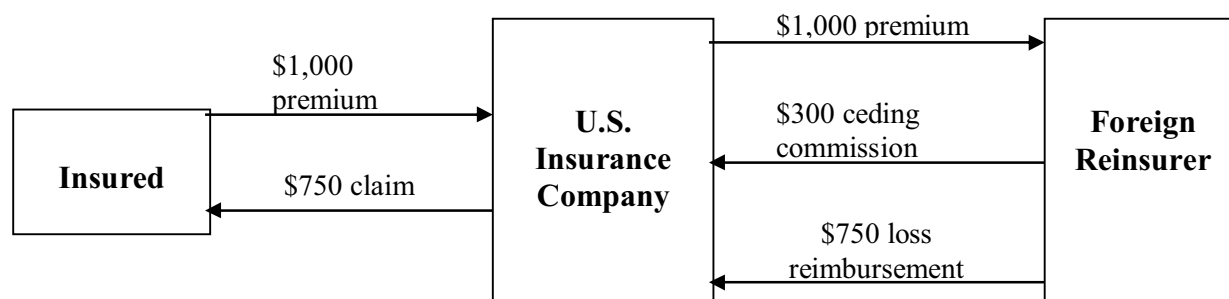 $1,000
premium
Insured
$750 claim
U.S.
Insurance
Company
$1,000 premium
$300 ceding
commission
$750 loss
reimbursement
Foreign
Reinsurer